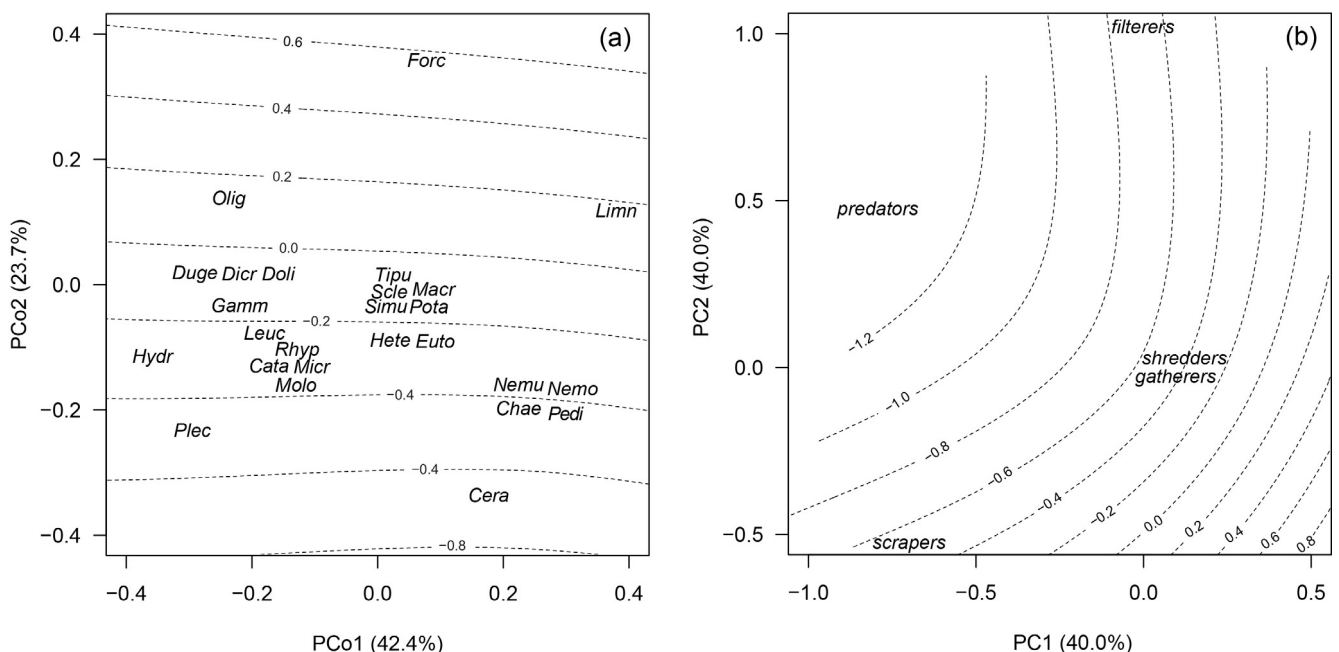 (a)
0.4
0.2
0.0
−0.2
−0.4
PCo2 (23.7%)
0.6
Forc
0.4
0.2
Olig
Limn
0.0
Duge Dicr Doli
Tipu
Scle Macr
Gamm
Simu Pota
−0.2
Leuc
Hete Euto
Hydr
Rhyp
Cata Micr
Molo
Nemu Nemo
−0.4
Chae Pedi
Plec
−0.4
Cera
−0.8
−0.4 −0.2 0.0 0.2 0.4
PCo1 (42.4%)
(b)
1.0
0.5
0.0
−0.5
PC2 (40.0%)
filterers
predators
−1.2
shredders
gatherers
−1.0
−0.8
−0.6
−0.4
−0.2
0.0
0.2
0.4
0.6
0.8
scrapers
−1.0 −0.5 0.0 0.5
PC1 (40.0%)